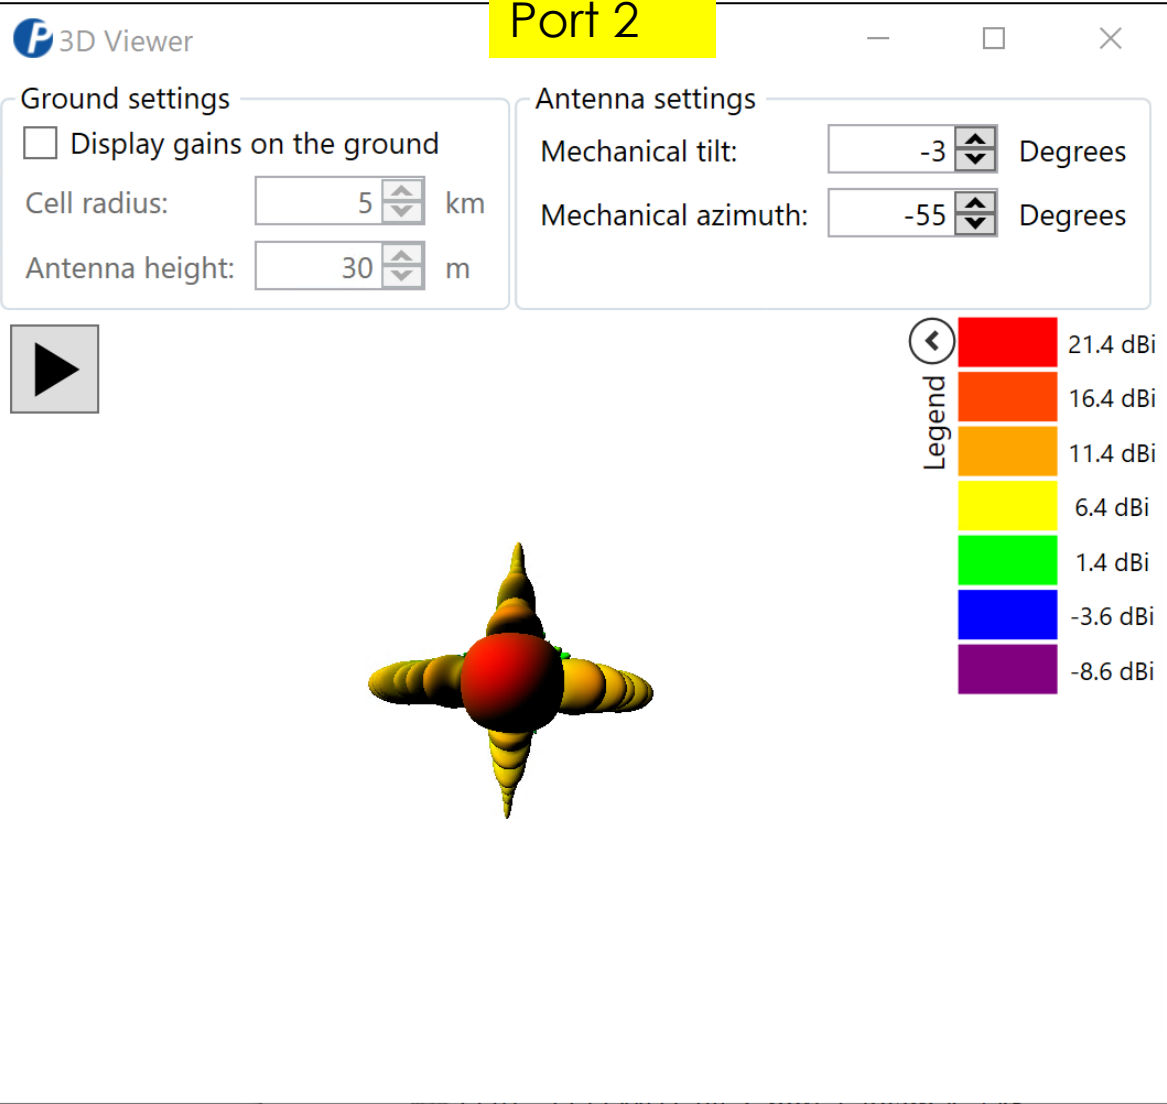 Port 2
3D Viewer
Ground settings
Display gains on the ground
Cell radius: 5 km
Antenna height: 30 m
Antenna settings
Mechanical tilt: -3 Degrees
Mechanical azimuth: -55 Degrees
Legend
21.4 dBi
16.4 dBi
11.4 dBi
6.4 dBi
1.4 dBi
-3.6 dBi
-8.6 dBi